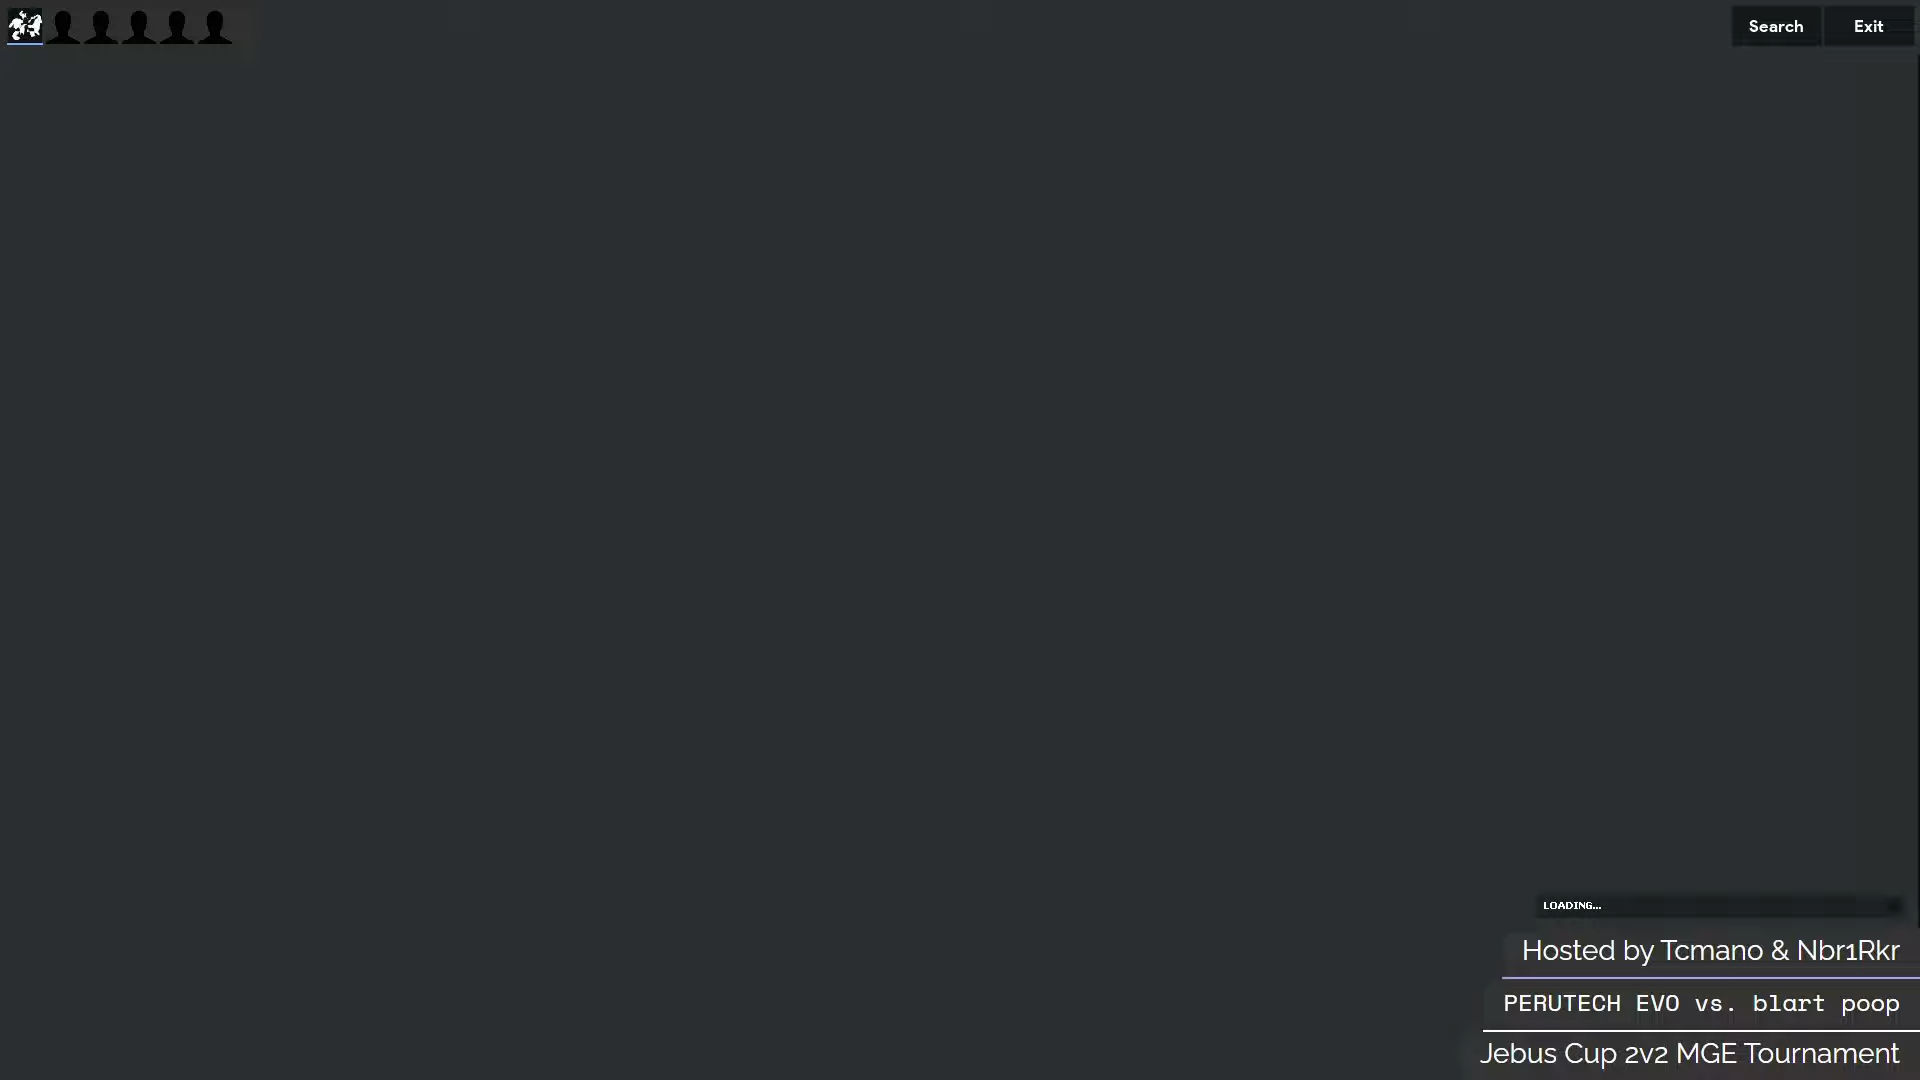 Search
Exit
LOADING...
Hosted by Tcmano & Nbr1Rkr
PERUTECH EVO vs. blart poop
Jebus Cup 2v2 MGE Tournament